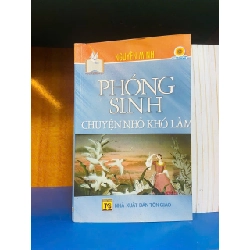 PHÓNG
SINH
CHUYỆN NHỎ KHÓ LÀM
NHÀ XUẤT BẢN TÔN GIÁO